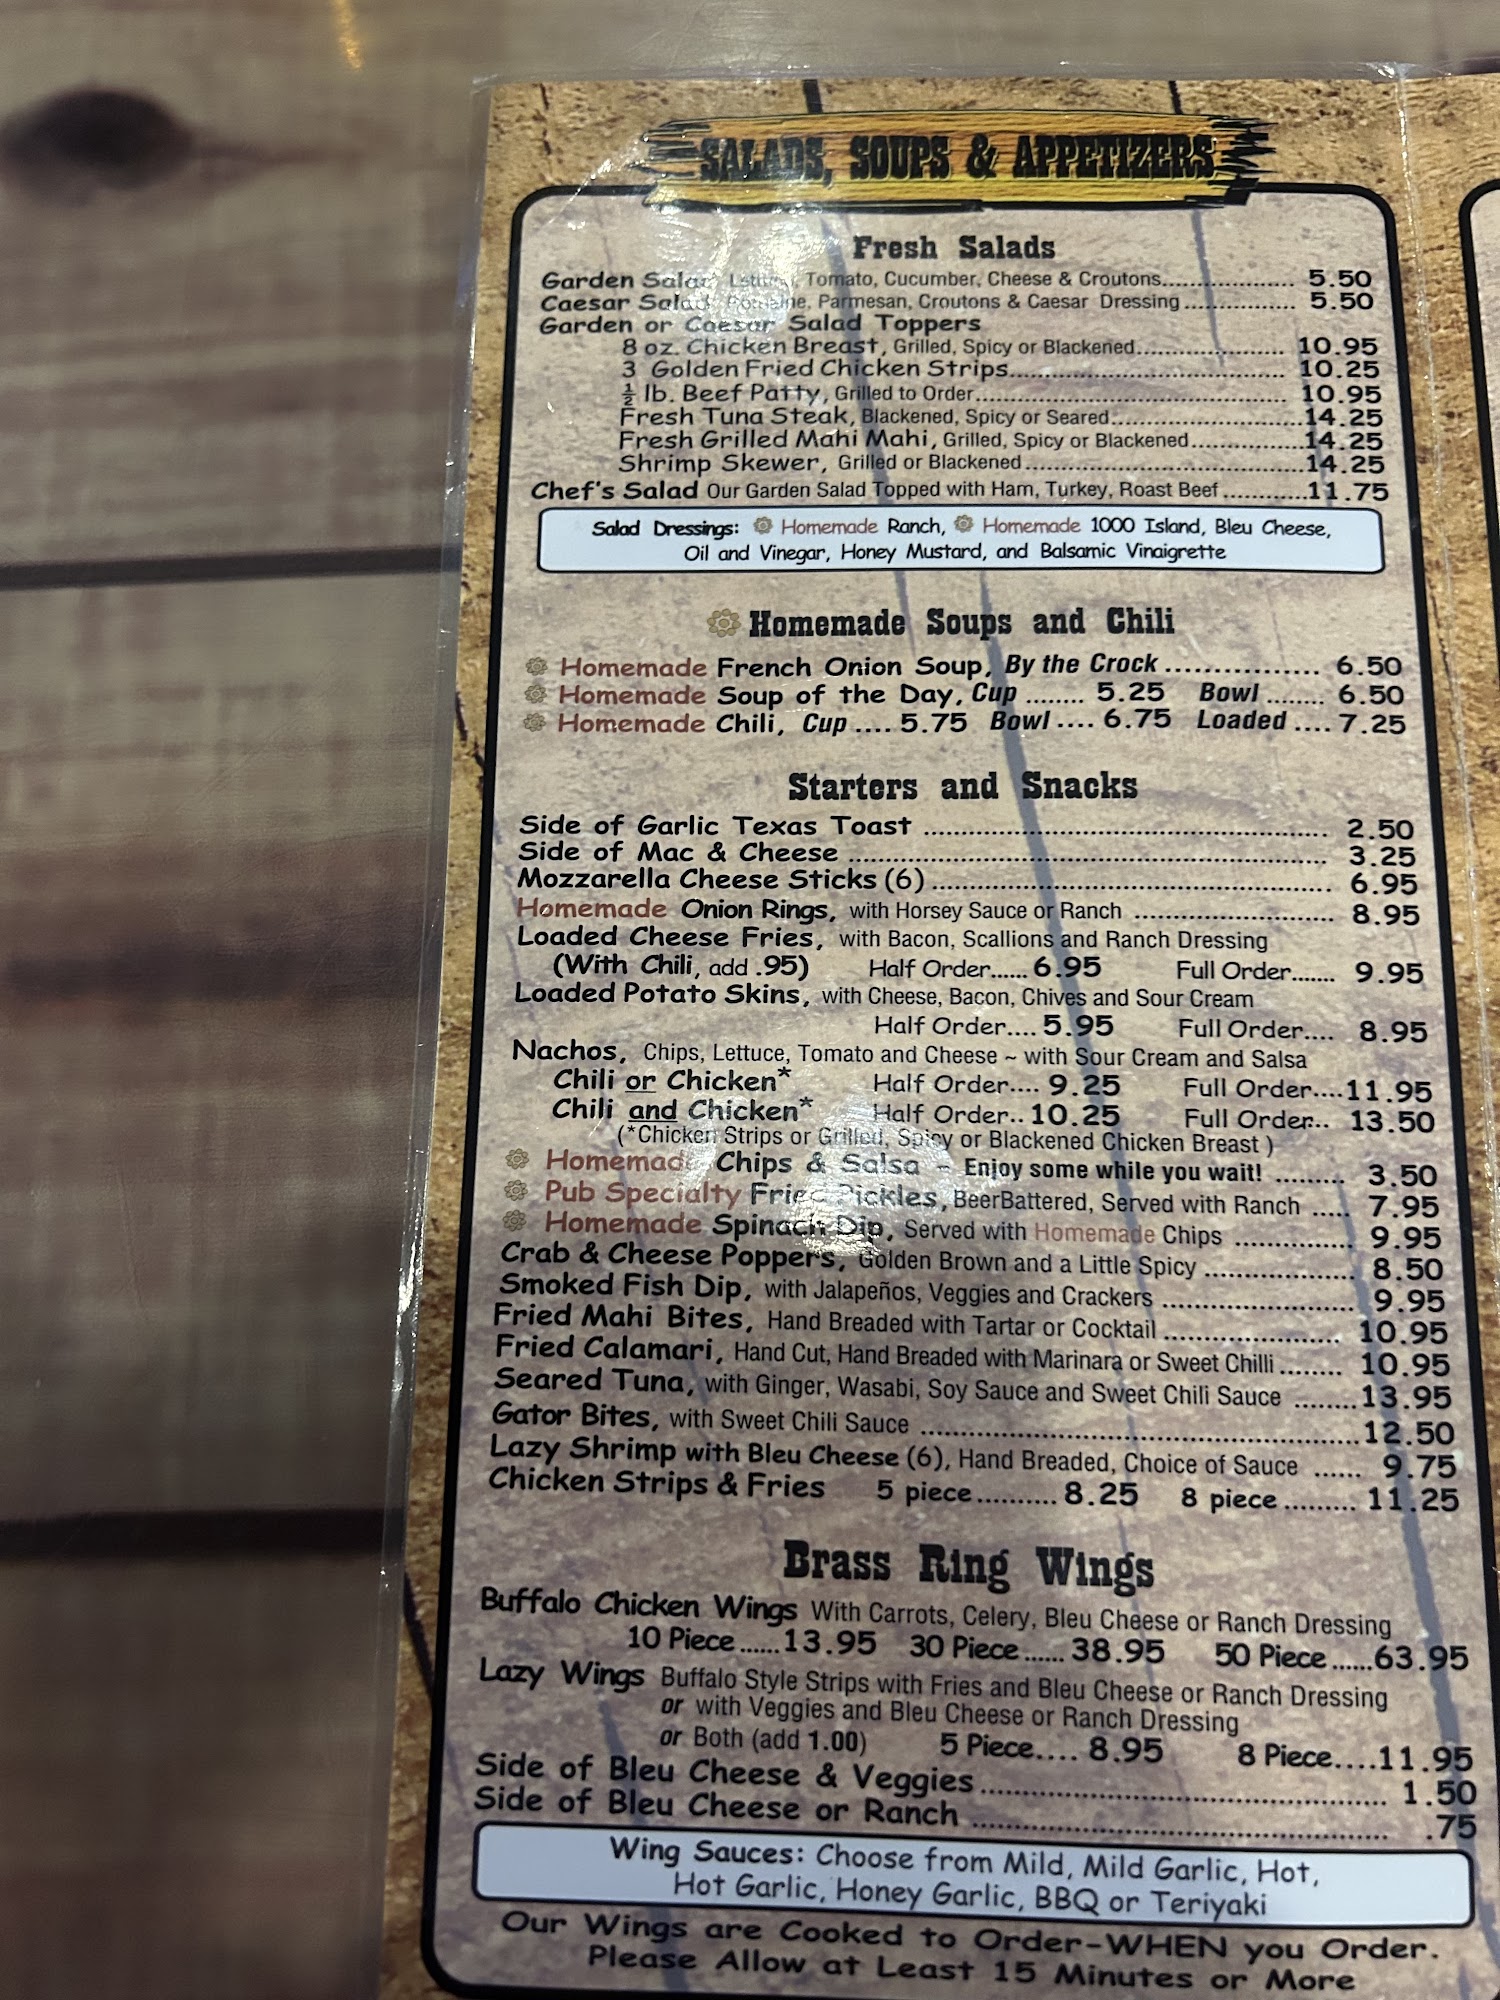 SALADS, SOUPS & APPETIZERS
Fresh Salads
Garden Salad Lettuce, Tomato, Cucumber, Cheese & Croutons.................... 5.50
Caesar Salad, Romaine, Parmesan, Croutons & Caesar Dressing................ 5.50
Garden or Caesar Salad Toppers
8 oz. Chicken Breast, Grilled, Spicy or Blackened...................... 10.95
3 Golden Fried Chicken Strips.......................................... 10.25
½ lb. Beef Patty, Grilled to Order............................................... 10.95
Fresh Tuna Steak, Blackened, Spicy or Seared............................14.25
Fresh Grilled Mahi Mahi, Grilled, Spicy or Blackened................14.25
Shrimp Skewer, Grilled or Blackened..........................................14.25
Chef's Salad Our Garden Salad Topped with Ham, Turkey, Roast Beef............11.75
Salad Dressings: Homemade Ranch, Homemade 1000 Island, Bleu Cheese,
Oil and Vinegar, Honey Mustard, and Balsamic Vinaigrette
Homemade Soups and Chili
Homemade French Onion Soup, By the Crock ................ 6.50
Homemade Soup of the Day, Cup ........ 5.25 Bowl ........ 6.50
Homemade Chili, Cup .... 5.75 Bowl .... 6.75 Loaded .... 7.25
Starters and Snacks
Side of Garlic Texas Toast ........................................................ 2.50
Side of Mac & Cheese .................................................................. 3.25
Mozzarella Cheese Sticks (6) ......................................................... 6.95
Homemade Onion Rings, with Horsey Sauce or Ranch ............................ 8.95
Loaded Cheese Fries, with Bacon, Scallions and Ranch Dressing
(With Chili, add .95) Half Order...... 6.95 Full Order....... 9.95
Loaded Potato Skins, with Cheese, Bacon, Chives and Sour Cream
Half Order.... 5.95 Full Order.... 8.95
Nachos, Chips, Lettuce, Tomato and Cheese ~ with Sour Cream and Salsa
Chili or Chicken* Half Order.... 9.25 Full Order....11.95
Chili and Chicken* Half Order.. 10.25 Full Order... 13.50
(*Chicken Strips or Grilled, Spicy or Blackened Chicken Breast )
Homemade Chips & Salsa ~ Enjoy some while you wait! .......... 3.50
Pub Specialty Fried Pickles, BeerBattered, Served with Ranch ..... 7.95
Homemade Spinach Dip, Served with Homemade Chips ................. 9.95
Crab & Cheese Poppers, Golden Brown and a Little Spicy ...................... 8.50
Smoked Fish Dip, with Jalapeños, Veggies and Crackers ............................ 9.95
Fried Mahi Bites, Hand Breaded with Tartar or Cocktail ......................... 10.95
Fried Calamari, Hand Cut, Hand Breaded with Marinara or Sweet Chilli ......... 10.95
Seared Tuna, with Ginger, Wasabi, Soy Sauce and Sweet Chili Sauce .........13.95
Gator Bites, with Sweet Chili Sauce ................................................................12.50
Lazy Shrimp with Bleu Cheese (6), Hand Breaded, Choice of Sauce ...... 9.75
Chicken Strips & Fries 5 piece.......... 8.25 8 piece ......... 11.25
Brass Ring Wings
Buffalo Chicken Wings With Carrots, Celery, Bleu Cheese or Ranch Dressing
10 Piece ......13.95 30 Piece ...... 38.95 50 Piece ......63.95
Lazy Wings Buffalo Style Strips with Fries and Bleu Cheese or Ranch Dressing
or with Veggies and Bleu Cheese or Ranch Dressing
or Both (add 1.00) 5 Piece.... 8.95 8 Piece....11.95
Side of Bleu Cheese & Veggies ................................................... 1.50
Side of Bleu Cheese or Ranch ..................................................... .75
Wing Sauces: Choose from Mild, Mild Garlic, Hot,
Hot Garlic, Honey Garlic, BBQ or Teriyaki
Our Wings are Cooked to Order-WHEN you Order.
Please Allow at Least 15 Minutes or More